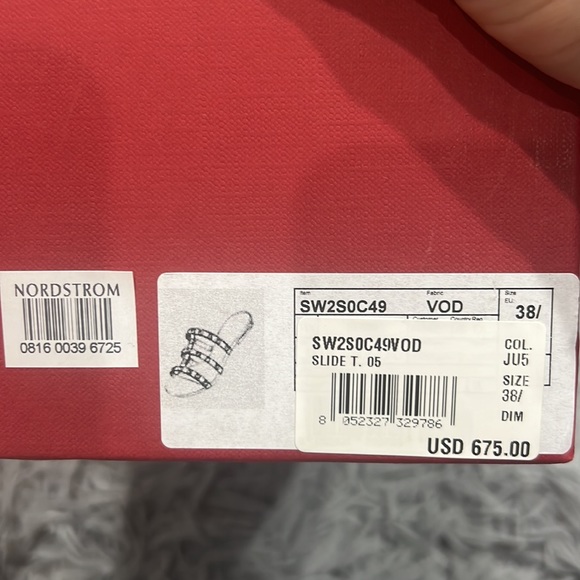 NORDSTROM
0816 0039 6725
Item Fabric Size
EU
SW2S0C49 VOD 38/
Customer
SW2S0C49VOD COL.
SLIDE T. 05 JU5
SIZE
38/
DIM
8 052327 329786
USD 675.00